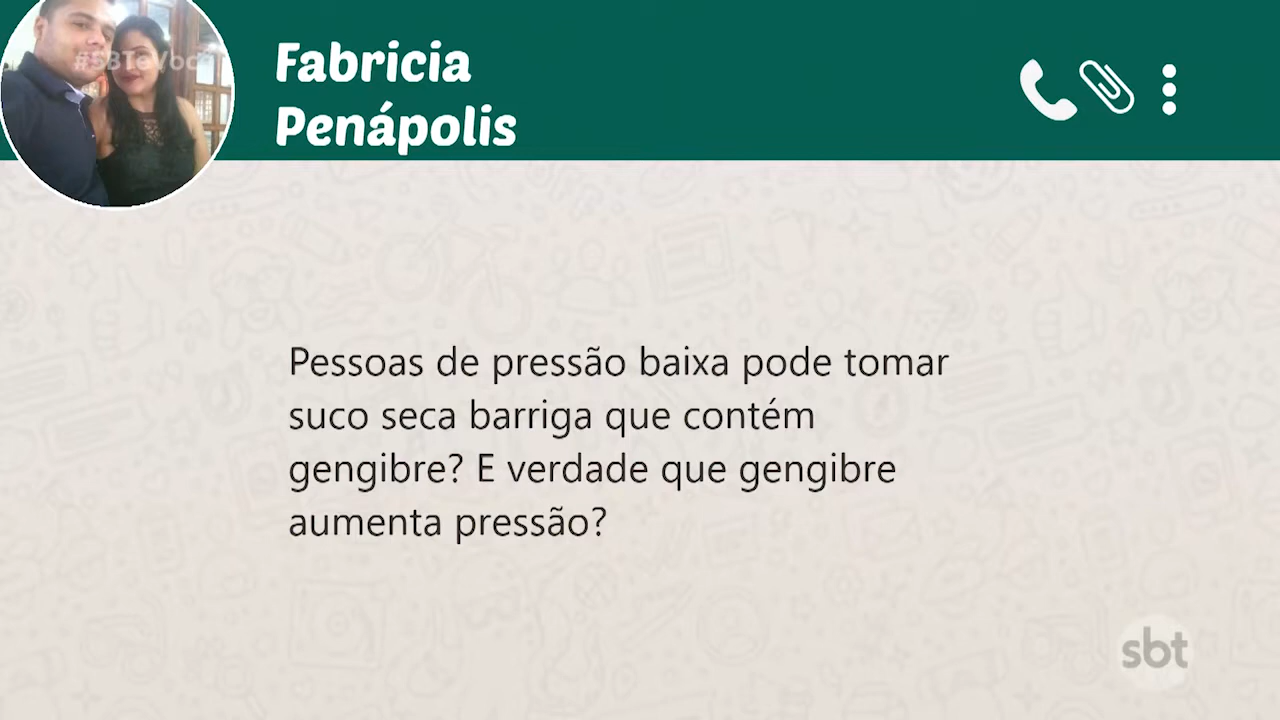 #SBTeVocê
Fabricia
Penápolis
Pessoas de pressão baixa pode tomar
suco seca barriga que contém
gengibre? E verdade que gengibre
aumenta pressão?
sbt